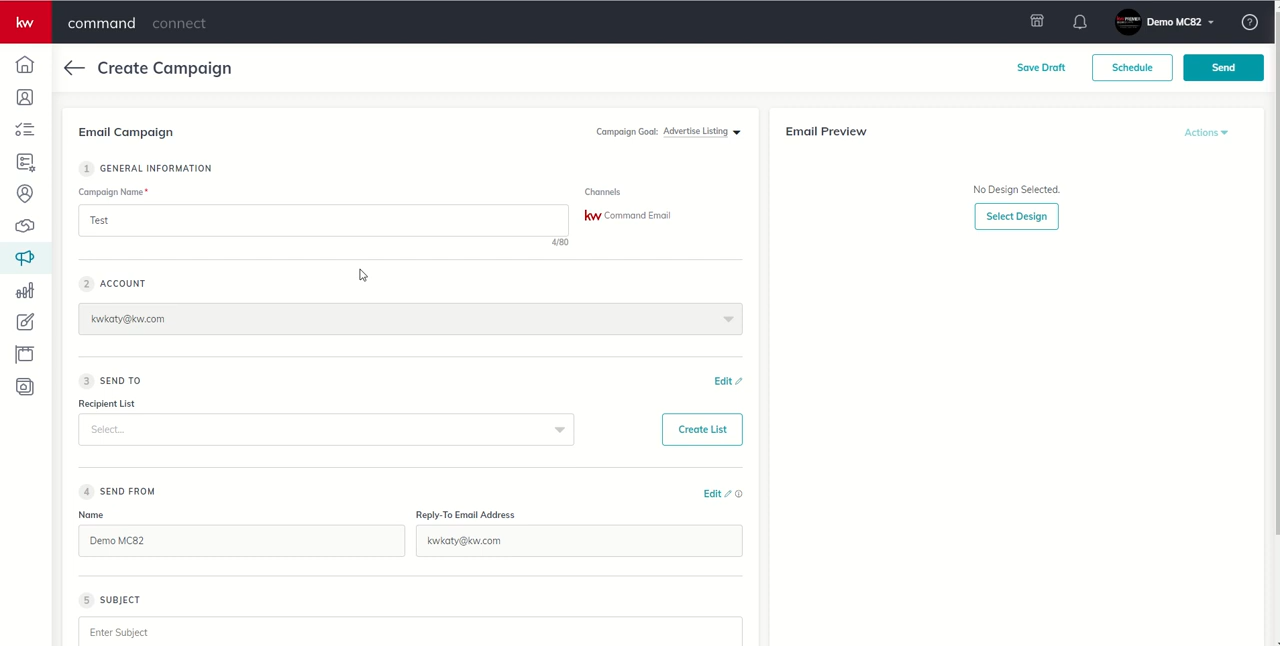 kw command connect Demo MC82
Create Campaign Save Draft Schedule Send
Email Campaign Campaign Goal: Advertise Listing
1 GENERAL INFORMATION
Campaign Name* Channels
Test kw Command Email
4/80
2 ACCOUNT
kwkaty@kw.com
3 SEND TO Edit
Recipient List
Select... Create List
4 SEND FROM Edit
Name Reply-To Email Address
Demo MC82 kwkaty@kw.com
5 SUBJECT
Enter Subject
Email Preview Actions
No Design Selected.
Select Design